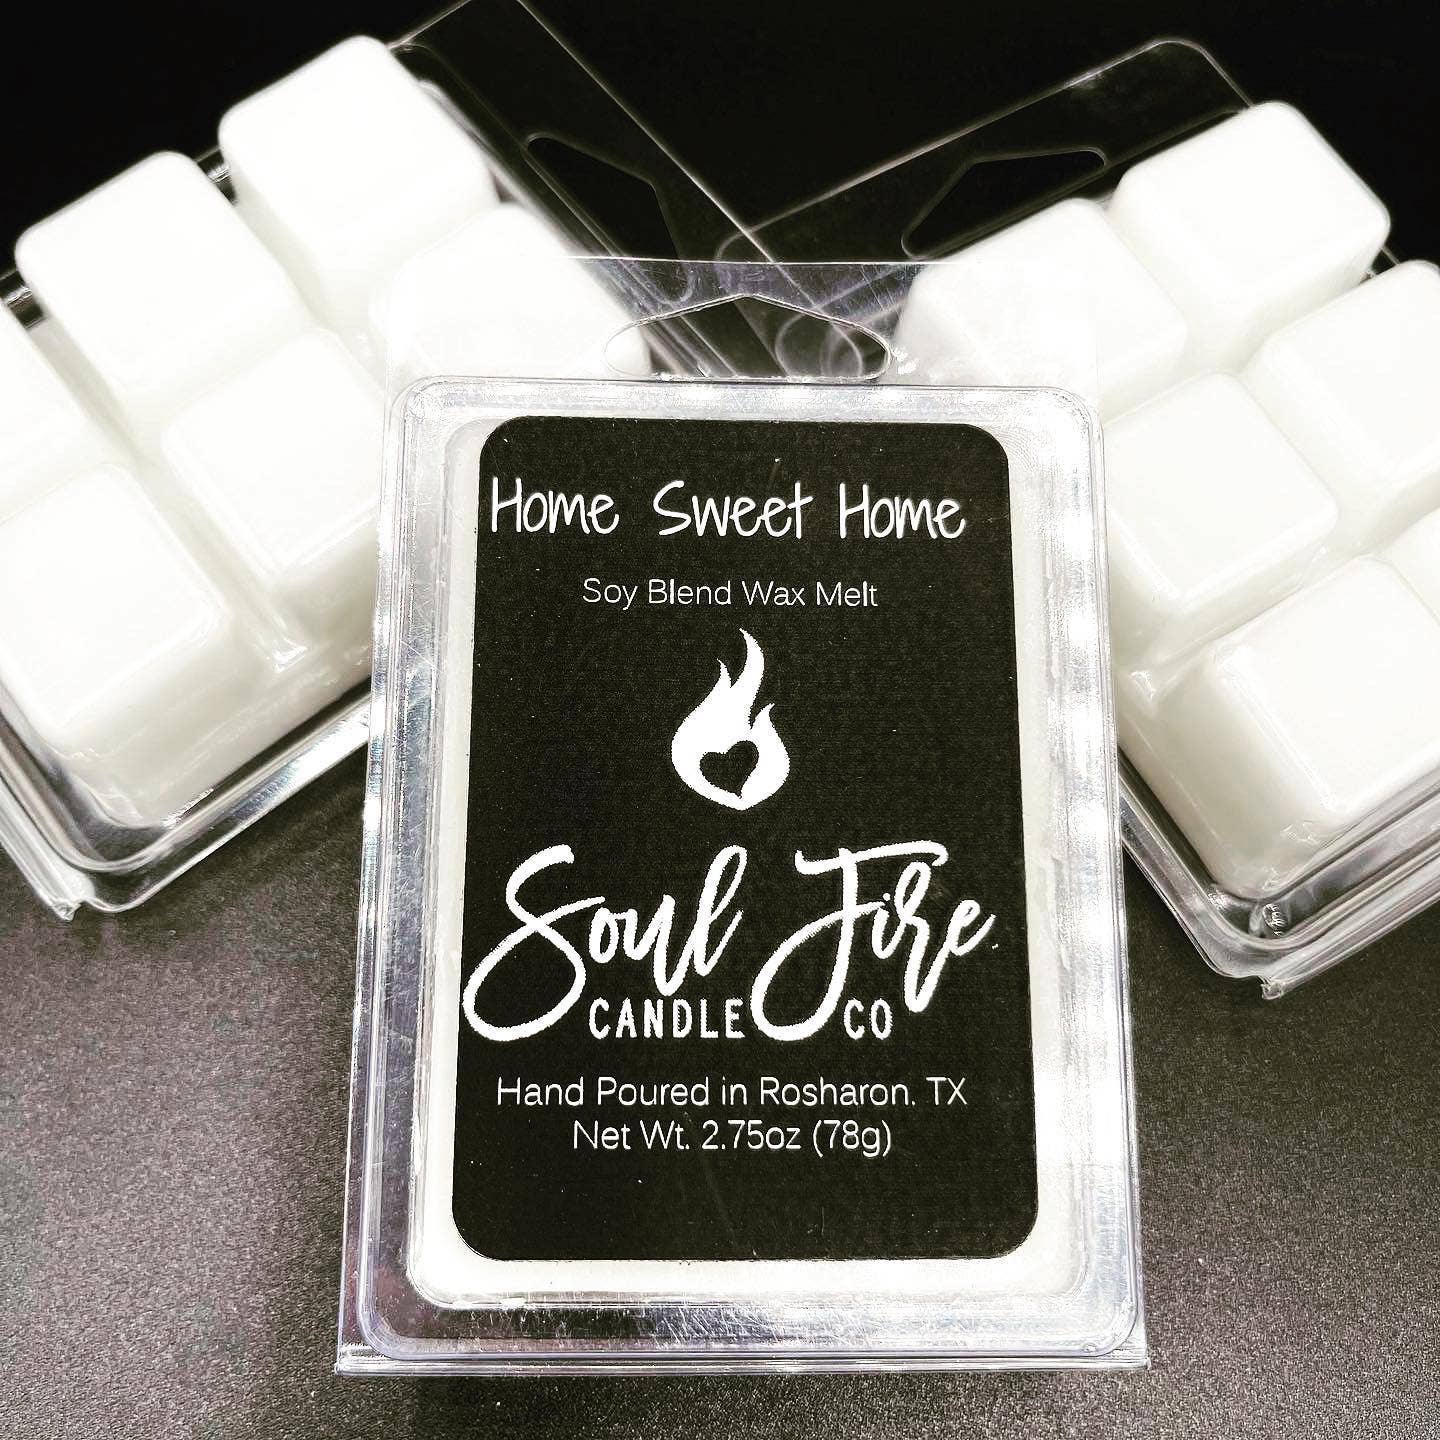 Home Sweet Home
Soy Blend Wax Melt
Soul Fire
CANDLE CO
Hand Poured in Rosharon, TX
Net Wt. 2.75oz (78g)